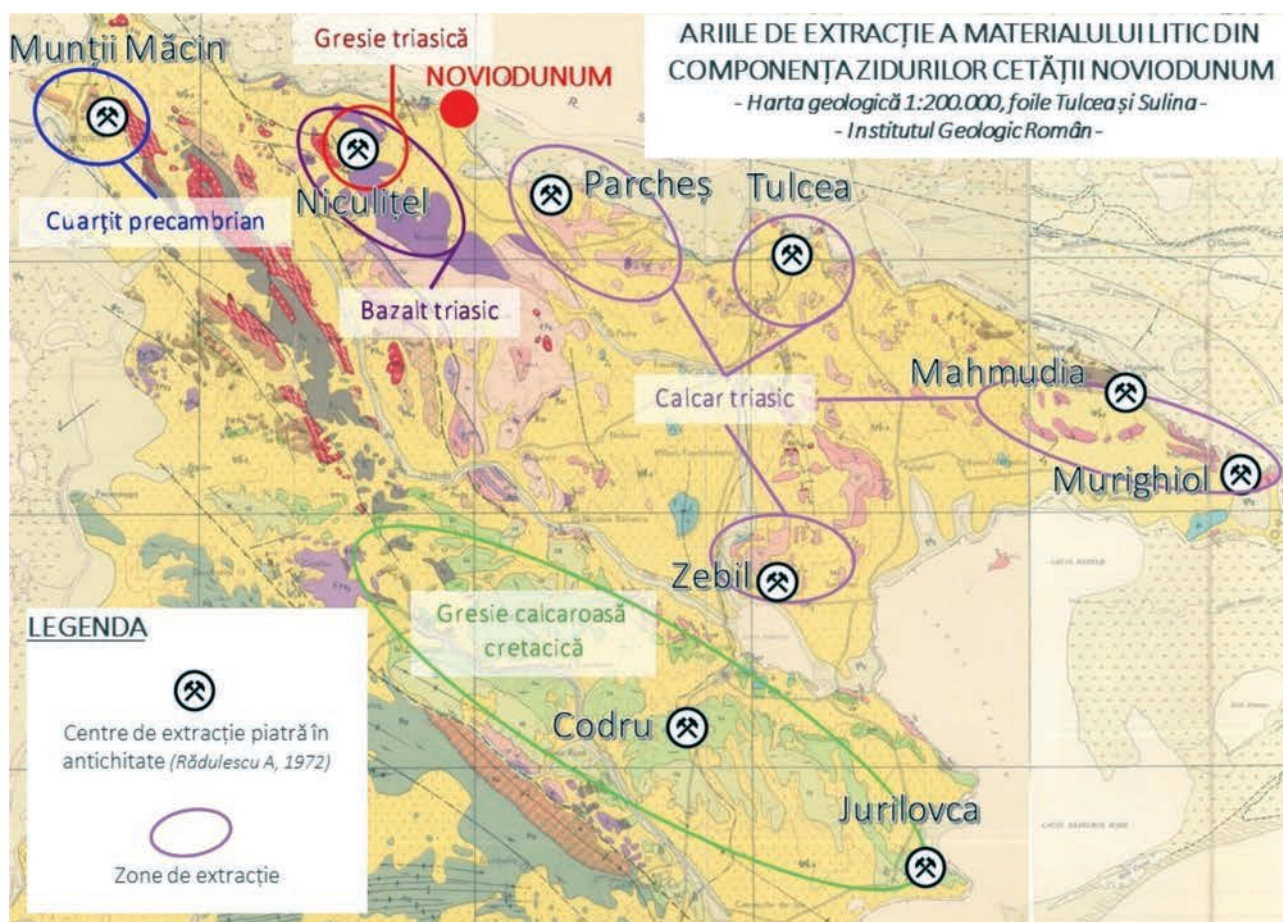 ARIILE DE EXTRACȚIE A MATERIALULUI LITIC DIN
COMPONENȚA ZIDURILOR CETĂȚII NOVIODUNUM
- Harta geologică 1:200.000, foile Tulcea și Sulina -
- Institutul Geologic Român -
Munții Măcin
Gresie triasică
NOVIODUNUM
Niculițel
Parcheș
Tulcea
Cuarțit precambrian
Bazalt triasic
Mahmudia
Calcar triasic
Murighiol
Zebil
Gresie calcaroasă
cretacică
Codru
Jurilovca
LEGENDA
Centre de extracție piatră în
antichitate (Rădulescu A, 1972)
Zone de extracție